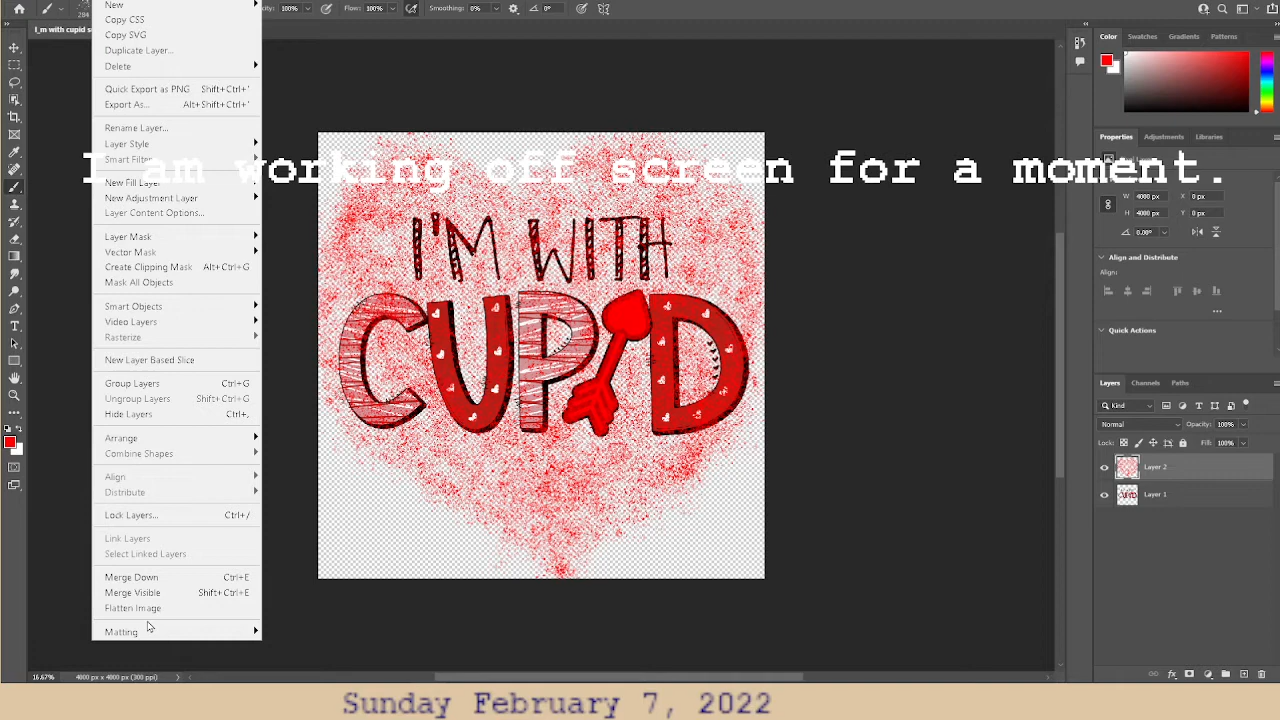 New
Copy CSS
Copy SVG
Duplicate Layer...
Delete
Quick Export as PNG Shift+Ctrl+'
Export As... Alt+Shift+Ctrl+'
Rename Layer...
Layer Style
Smart Filter
New Fill Layer
New Adjustment Layer
Layer Content Options...
Layer Mask
Vector Mask
Create Clipping Mask Alt+Ctrl+G
Mask All Objects
Smart Objects
Video Layers
Rasterize
New Layer Based Slice
Group Layers Ctrl+G
Ungroup Layers Shift+Ctrl+G
Hide Layers Ctrl+,
Arrange
Combine Shapes
Align
Distribute
Lock Layers... Ctrl+/
Link Layers
Select Linked Layers
Merge Down Ctrl+E
Merge Visible Shift+Ctrl+E
Flatten Image
Matting
100% Flow: 100% Smoothing: 0% 0°
I_m with cupid s
I am working off screen for a moment.
I'M WITH
CUPID
Color Swatches Gradients Patterns
Properties Adjustments Libraries
W 4000 px X 0 px
H 4000 px Y 0 px
0.00°
Align and Distribute
Align:
Quick Actions
Layers Channels Paths
Kind
Normal Opacity: 100%
Lock: Fill: 100%
Layer 2
Layer 1
16.67% 4000 px x 4000 px (300 ppi)
Sunday February 7, 2022